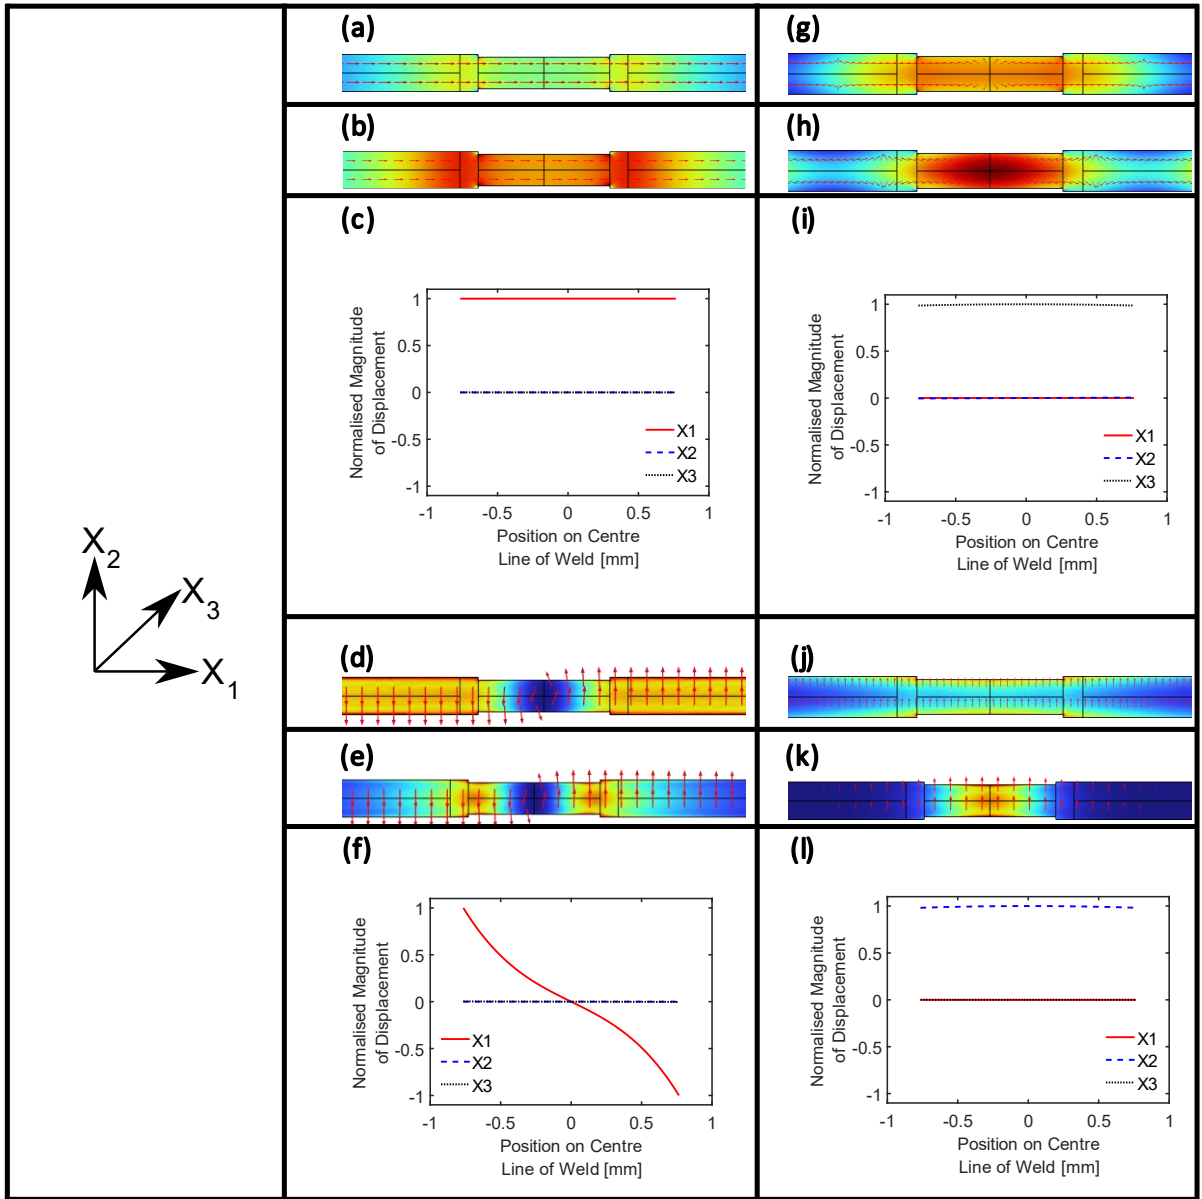 X2
X3
X1
(a)
(b)
(c)
Normalised Magnitude
of Displacement
1
0.5
0
-0.5
-1
X1
X2
X3
-1 -0.5 0 0.5 1
Position on Centre
Line of Weld [mm]
(d)
(e)
(f)
Normalised Magnitude
of Displacement
1
0.5
0
-0.5
-1
X1
X2
X3
-1 -0.5 0 0.5 1
Position on Centre
Line of Weld [mm]
(g)
(h)
(i)
Normalised Magnitude
of Displacement
1
0.5
0
-0.5
-1
X1
X2
X3
-1 -0.5 0 0.5 1
Position on Centre
Line of Weld [mm]
(j)
(k)
(l)
Normalised Magnitude
of Displacement
1
0.5
0
-0.5
-1
X1
X2
X3
-1 -0.5 0 0.5 1
Position on Centre
Line of Weld [mm]